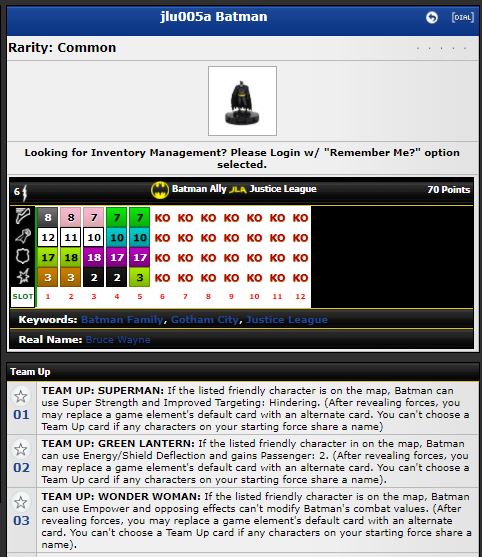 jlu005a Batman
[DIAL]
Rarity: Common
Looking for Inventory Management? Please Login w/ "Remember Me?" option
selected.
6 Batman Ally JLA Justice League 70 Points
8 8 7 7 7 KO KO KO KO KO KO KO
12 11 10 10 10 KO KO KO KO KO KO KO
17 18 18 17 17 KO KO KO KO KO KO KO
3 3 2 2 3 KO KO KO KO KO KO KO
SLOT 1 2 3 4 5 6 7 8 9 10 11 12
Keywords: Batman Family, Gotham City, Justice League
Real Name: Bruce Wayne
Team Up
01
TEAM UP: SUPERMAN: If the listed friendly character is on the map, Batman can
use Super Strength and Improved Targeting: Hindering. (After revealing forces, you
may replace a game element's default card with an alternate card. You can't choose a
Team Up card if any characters on your starting force share a name)
02
TEAM UP: GREEN LANTERN: If the listed friendly character in on the map, Batman
can use Energy/Shield Deflection and gains Passenger: 2. (After revealing forces, you
may replace a game element's default card with an alternate card. You can't choose a
Team Up card if any characters on your starting force share a name).
03
TEAM UP: WONDER WOMAN: If the listed friendly character is on the map, Batman
can use Empower and opposing effects can't modify Batman's combat values. (After
revealing forces, you may replace a game element's default card with an alternate
card. You can't choose a Team Up card if any characters on your starting force share a
name).